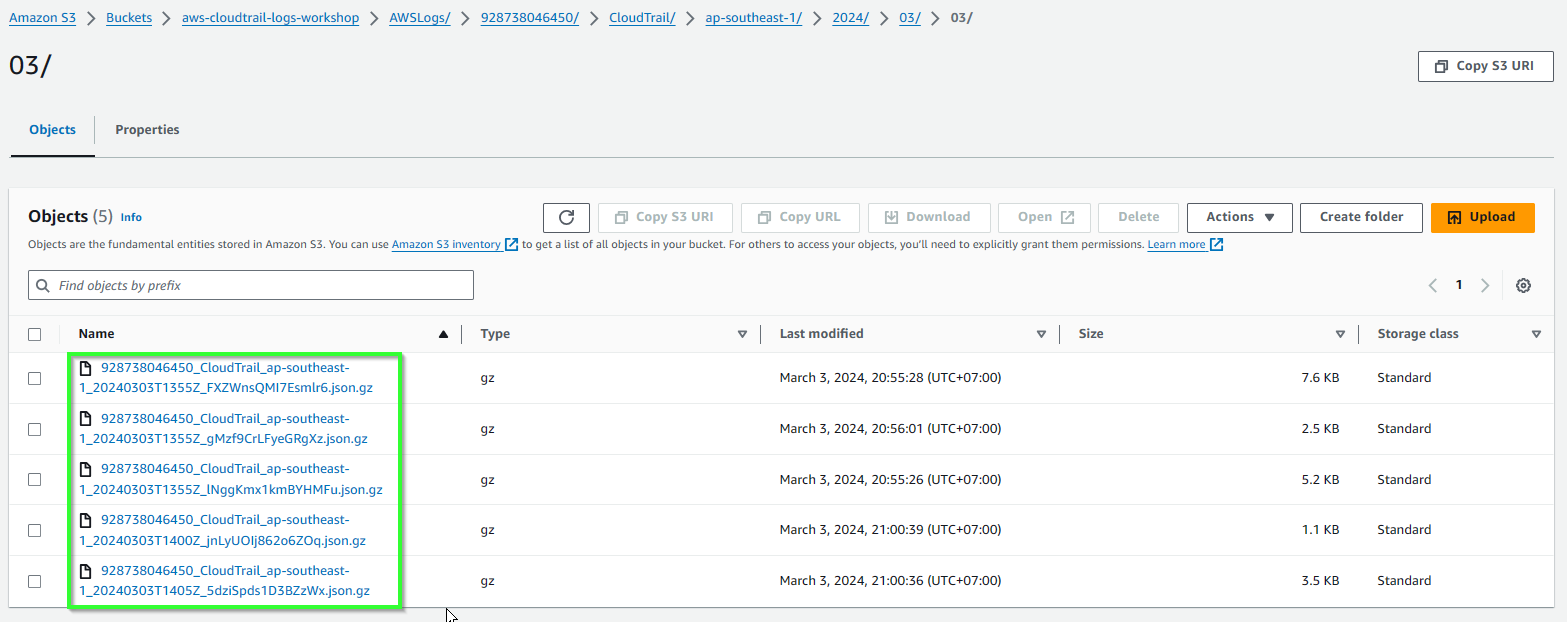 Amazon S3 > Buckets > aws-cloudtrail-logs-workshop > AWSLogs/ > 928738046450/ > CloudTrail/ > ap-southeast-1/ > 2024/ > 03/ > 03/
03/
Copy S3 URI
Objects Properties
Objects (5) Info
Copy S3 URI Copy URL Download Open Delete Actions Create folder Upload
Objects are the fundamental entities stored in Amazon S3. You can use Amazon S3 inventory to get a list of all objects in your bucket. For others to access your objects, you'll need to explicitly grant them permissions. Learn more
Find objects by prefix
1
Name Type Last modified Size Storage class
928738046450_CloudTrail_ap-southeast-
1_20240303T1355Z_FXZWnsQMI7Esmlr6.json.gz
gz March 3, 2024, 20:55:28 (UTC+07:00) 7.6 KB Standard
928738046450_CloudTrail_ap-southeast-
1_20240303T1355Z_gMzf9CrLFyeGRgXz.json.gz
gz March 3, 2024, 20:56:01 (UTC+07:00) 2.5 KB Standard
928738046450_CloudTrail_ap-southeast-
1_20240303T1355Z_lNggKmx1kmBYHMFu.json.gz
gz March 3, 2024, 20:55:26 (UTC+07:00) 5.2 KB Standard
928738046450_CloudTrail_ap-southeast-
1_20240303T1400Z_jnLyUOIj862o6ZOq.json.gz
gz March 3, 2024, 21:00:39 (UTC+07:00) 1.1 KB Standard
928738046450_CloudTrail_ap-southeast-
1_20240303T1405Z_5dziSpds1D3BZzWx.json.gz
gz March 3, 2024, 21:00:36 (UTC+07:00) 3.5 KB Standard